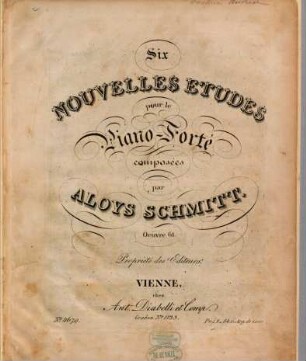 Six
NOUVELLES ETUDES
pour le
Piano-Forté
composées
par
ALOYS SCHMITT.
Oeuvre 61.
Propriété des Editeurs.
VIENNE,
chez
Ant. Diabelli et Comp.
Graben No. 1133.